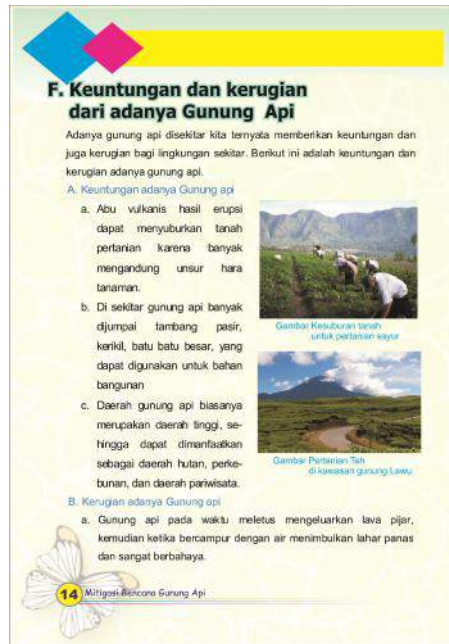 F. Keuntungan dan kerugian
dari adanya Gunung Api
Adanya gunung api disekitar kita ternyata memberikan keuntungan dan
juga kerugian bagi lingkungan sekitar. Berikut ini adalah keuntungan dan
kerugian adanya gunung api.
A. Keuntungan adanya Gunung api
a. Abu vulkanis hasil erupsi
dapat menyuburkan tanah
pertanian karena banyak
mengandung unsur hara
tanaman.
b. Di sekitar gunung api banyak
dijumpai tambang pasir,
kerikil, batu batu besar, yang
dapat digunakan untuk bahan
bangunan
c. Daerah gunung api biasanya
merupakan daerah tinggi, se-
hingga dapat dimanfaatkan
sebagai daerah hutan, perke-
bunan, dan daerah pariwisata.
Gambar Kesuburan tanah
untuk pertanian sayur
Gambar Pertanian Teh
di kawasan gunung Lawu
B. Kerugian adanya Gunung api
a. Gunung api pada waktu meletus mengeluarkan lava pijar,
kemudian ketika bercampur dengan air menimbulkan lahar panas
dan sangat berbahaya.
14 Mitigasi Bencana Gunung Api